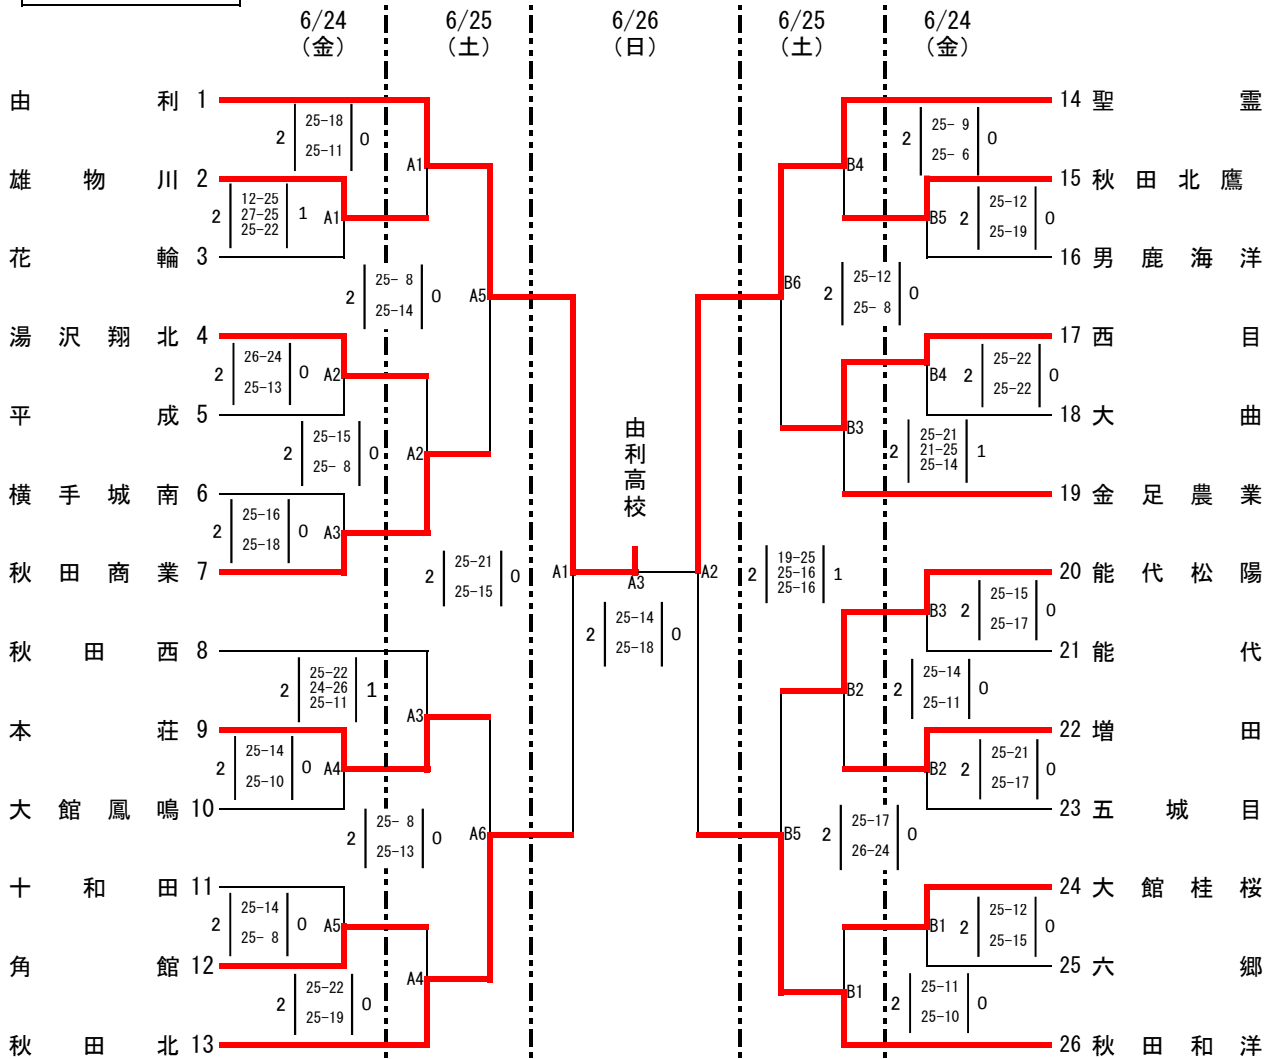 6/24 6/25 6/26 6/25 6/24
(金) (土) (日) (土) (金)
由利 1
25-18
2 0
25-11
A1
雄物川 2
12-25
2 27-25 1
25-22
A1
花輪 3
25- 8
2 0
25-14
A5
湯沢翔北 4
26-24
2 0
25-13
A2
平成 5
25-15
2 0
25- 8
A2
横手城南 6
25-16
2 0
25-18
A3
秋田商業 7
25-21
2 0
25-15
A1
秋田西 8
25-22
2 24-26 1
25-11
A3
本荘 9
25-14
2 0
25-10
A4
大館鳳鳴 10
25- 8
2 0
25-13
A6
十和田 11
25-14
2 0
25- 8
A5
角館 12
25-22
2 0
25-19
A4
秋田北 13
由利高校
A3
25-14
2 0
25-18
14 聖霊
25- 9
2 0
25- 6
B4
15 秋田北鷹
25-12
B5 2 0
25-19
16 男鹿海洋
25-12
B6 2 0
25- 8
17 西目
25-22
B4 2 0
25-22
18 大曲
25-21
B3 2 21-25 1
25-14
19 金足農業
19-25
A2 2 25-16 1
25-16
20 能代松陽
25-15
B3 2 0
25-17
21 能代
25-14
B2 2 0
25-11
22 増田
25-21
B2 2 0
25-17
23 五城目
25-17
B5 2 0
26-24
24 大館桂桜
25-12
B1 2 0
25-15
25 六郷
25-11
B1 2 0
25-10
26 秋田和洋